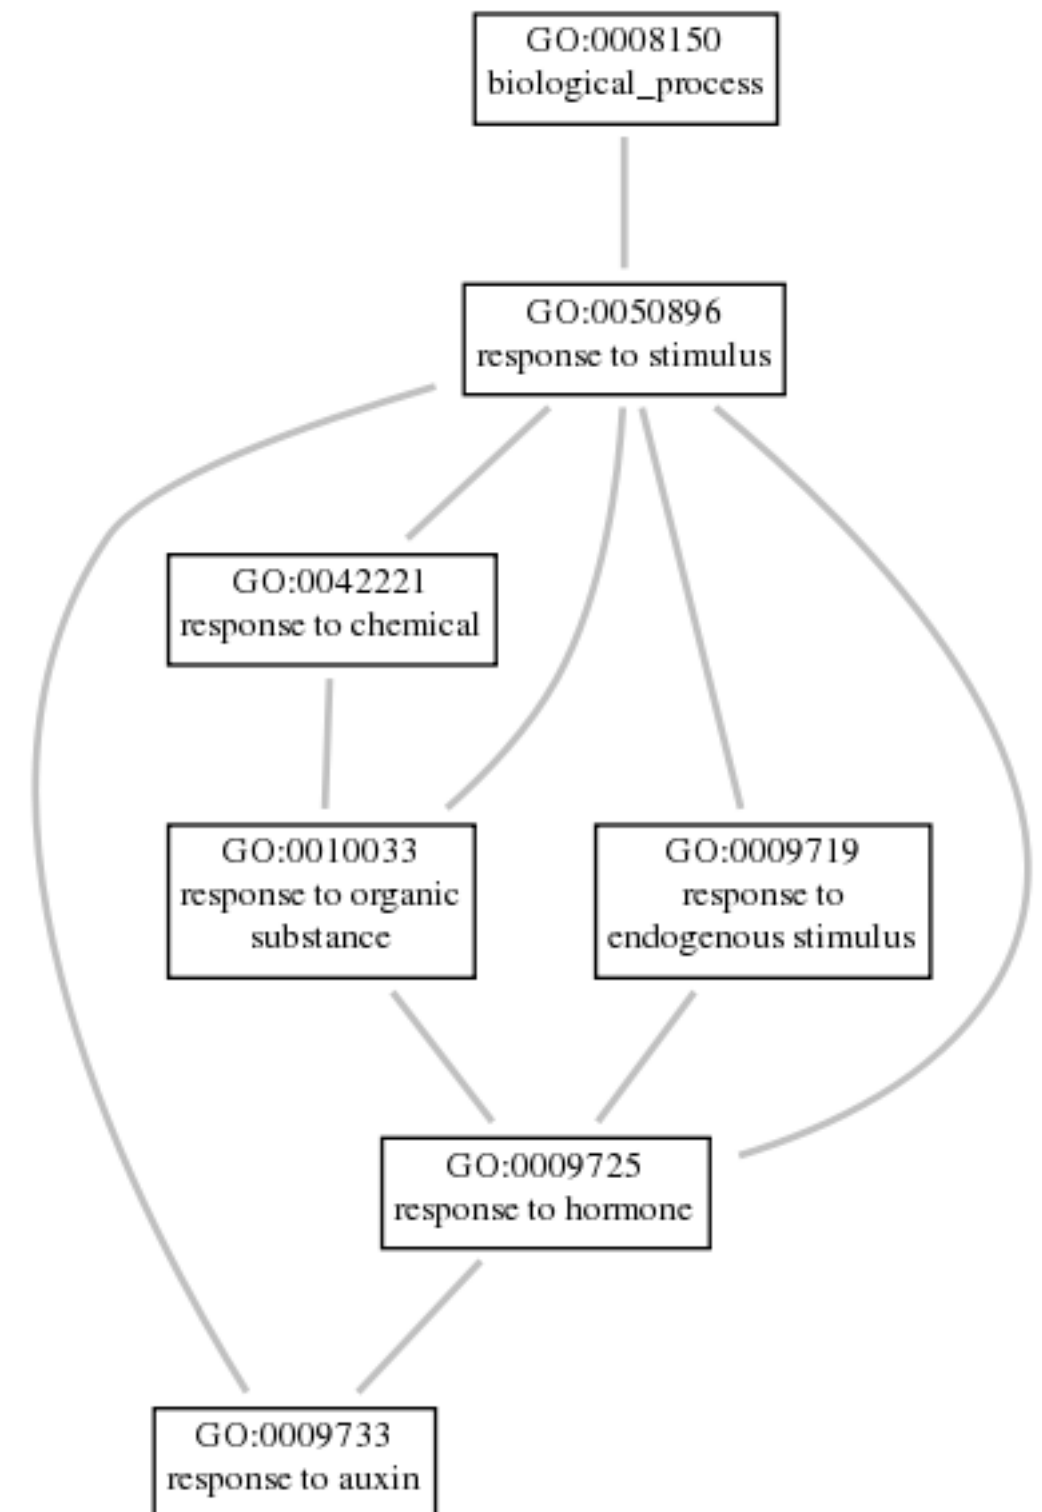 GO:0008150
biological_process
GO:0050896
response to stimulus
GO:0042221
response to chemical
GO:0010033
response to organic
substance
GO:0009719
response to
endogenous stimulus
GO:0009725
response to hormone
GO:0009733
response to auxin